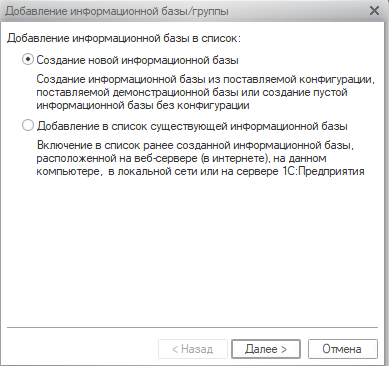 Добавление информационной базы/группы
Добавление информационной базы в список:
Создание новой информационной базы
Создание информационной базы из поставляемой конфигурации,
поставляемой демонстрационной базы или создание пустой
информационной базы без конфигурации
Добавление в список существующей информационной базы
Включение в список ранее созданной информационной базы,
расположенной на веб-сервере (в интернете), на данном
компьютере, в локальной сети или на сервере 1С:Предприятия
< Назад
Далее >
Отмена